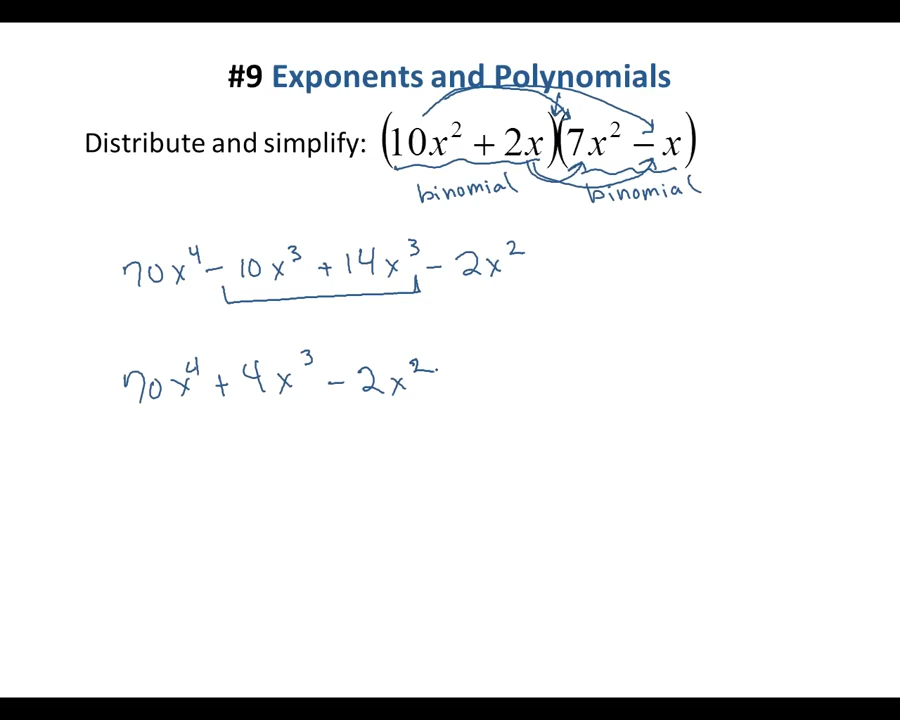 #9 Exponents and Polynomials
Distribute and simplify: (10x² + 2x)(7x² − x)
binomial binomial
70x⁴ − 10x³ + 14x³ − 2x²
70x⁴ + 4x³ − 2x²